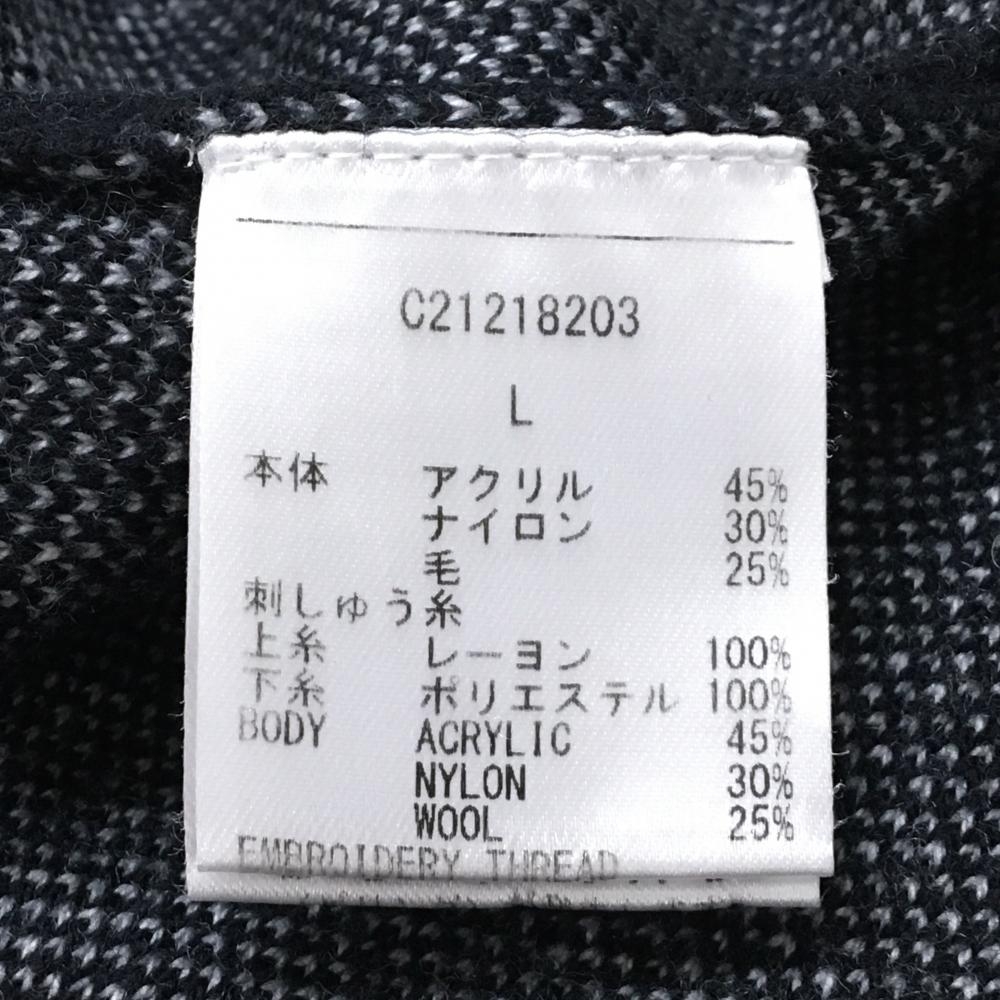 C21218203
L
本体 アクリル 45%
ナイロン 30%
毛 25%
刺しゅう糸
上糸 レーヨン 100%
下糸 ポリエステル 100%
BODY ACRYLIC 45%
NYLON 30%
WOOL 25%
EMBROIDERY THREAD